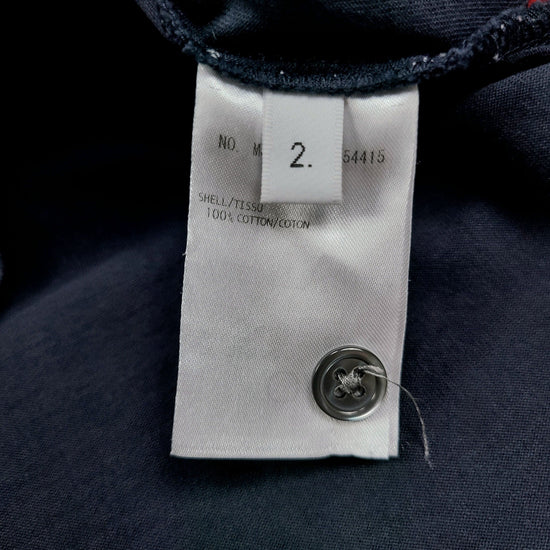 NO. M 54415
2.
SHELL/TISSU
100% COTTON/COTON